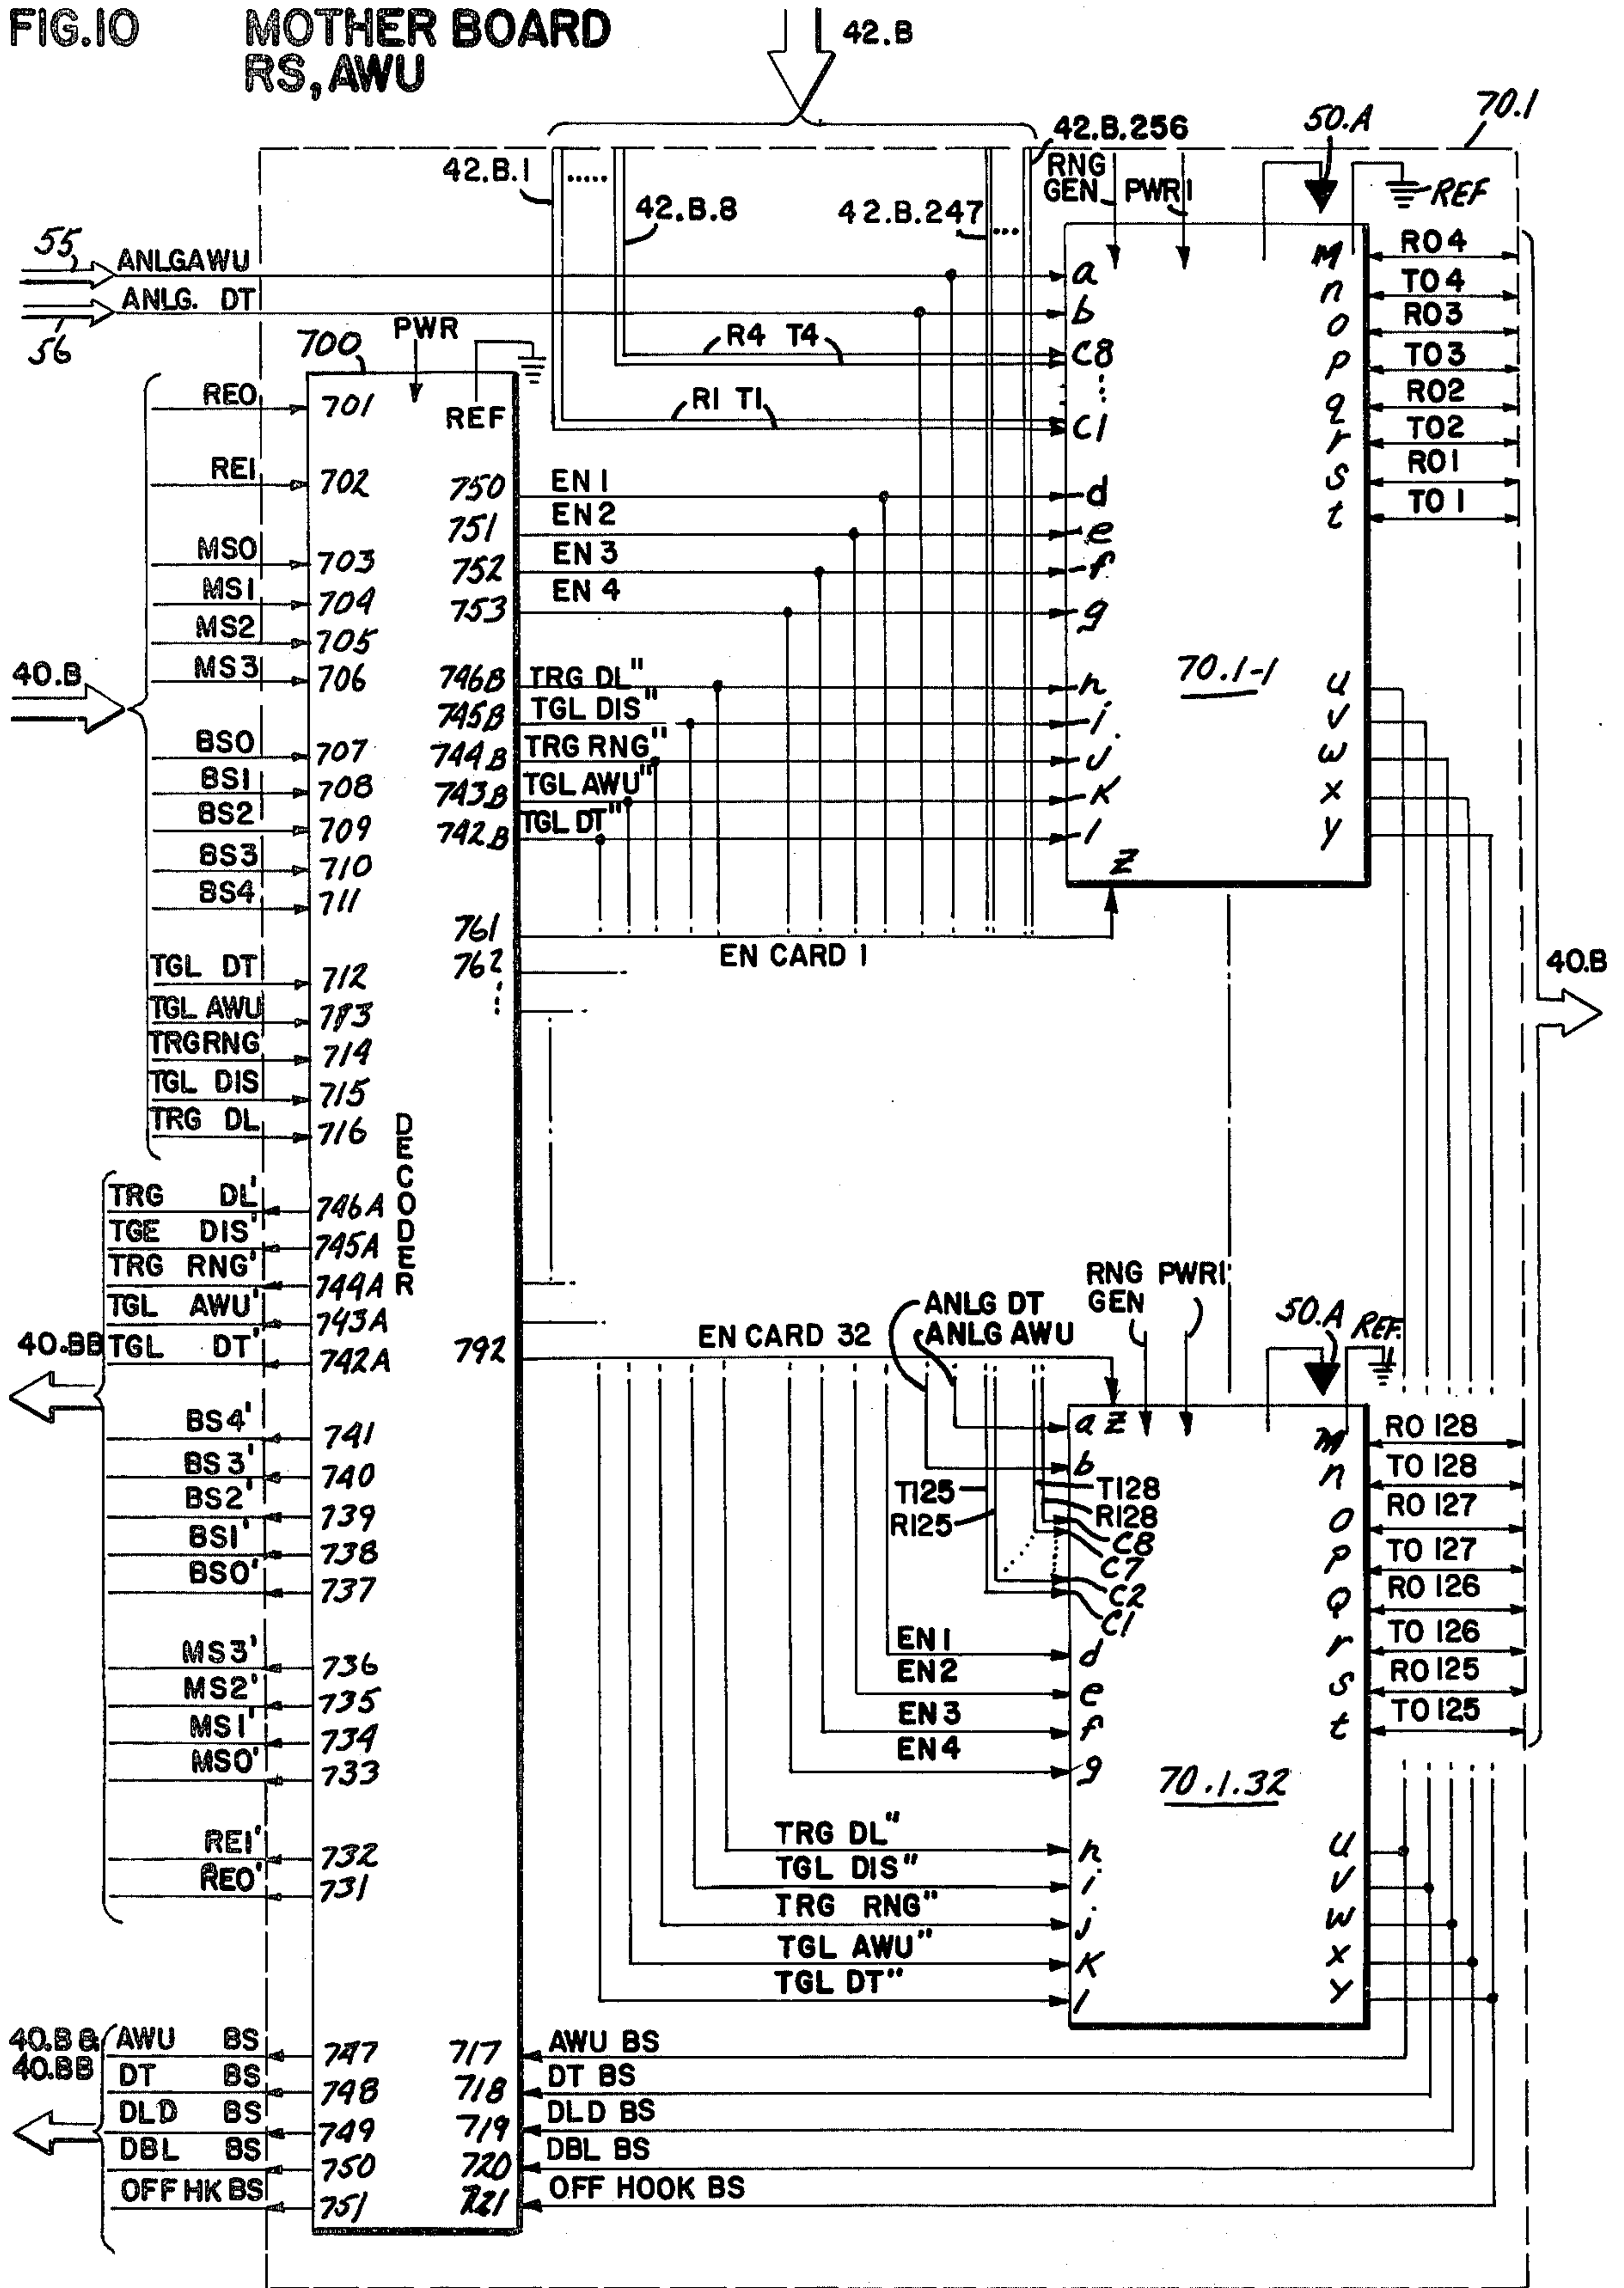 FIG.10 MOTHER BOARD
RS, AWU
42.B
70.1
50.A
42.B.256
RNG
GEN
PWR1
REF
42.B.1
.....
42.B.8
42.B.247
...
55
ANLGAWU
ANLG. DT
56
a
b
C8
C1
R4 T4
R1 T1
M
n
o
p
q
r
s
t
RO4
TO4
RO3
TO3
RO2
TO2
RO1
TO1
700
PWR
REF
REO
701
REI
702
MSO
703
MS1
704
MS2
705
MS3
706
40.B
BSO
707
BS1
708
BS2
709
BS3
710
BS4
711
TGL DT
712
TGL AWU
713
TRGRNG
714
TGL DIS
715
TRG DL
716
DECODER
750
EN 1
d
751
EN 2
e
752
EN 3
f
753
EN 4
g
70.1-1
746B
TRG DL"
h
745B
TGL DIS"
i
744B
TRG RNG"
j
743B
TGL AWU"
K
742B
TGL DT"
l
U
V
W
X
Y
Z
761
EN CARD 1
762
40.B
TRG DL'
746A
TGE DIS'
745A
TRG RNG'
744A
TGL AWU'
743A
TGL DT'
742A
40.BB
BS4'
741
BS3'
740
BS2'
739
BS1'
738
BSO'
737
MS3'
736
MS2'
735
MS1'
734
MSO'
733
REI'
732
REO'
731
792
EN CARD 32
ANLG DT
ANLG AWU
RNG
GEN
PWR1
50.A
REF.
a
Z
b
T125
R125
T128
R128
C8
C7
C2
C1
M
n
O
P
Q
r
s
t
RO 128
TO 128
RO 127
TO 127
RO 126
TO 126
RO 125
TO 125
EN 1
d
EN 2
e
EN 3
f
EN 4
g
70.1.32
TRG DL"
h
TGL DIS"
i
TRG RNG"
j
TGL AWU"
K
TGL DT"
l
U
V
W
X
Y
40.B &
40.BB
AWU BS
747
717
AWU BS
DT BS
748
718
DT BS
DLD BS
749
719
DLD BS
DBL BS
750
720
DBL BS
OFF HK BS
751
721
OFF HOOK BS